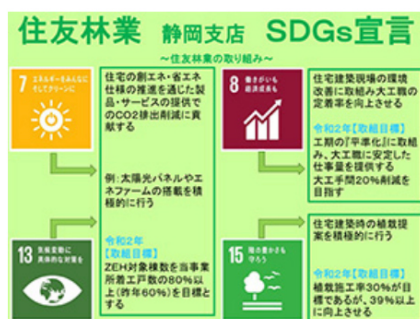 住友林業 静岡支店 SDGs宣言
～住友林業の取り組み～
7 エネルギーをみんなに
そしてクリーンに
住宅の創エネ・省エネ
仕様の推進を通じた製
品・サービスの提供で
のCO2排出削減に貢
献する
例：太陽光パネルやエ
ネファームの搭載を積
極的に行う
13 気候変動に
具体的な対策を
令和2年
【取組目標】
ZEH対象棟数を当事業
所着工戸数の80%以
上（昨年60%）を目標と
する
8 働きがいも
経済成長も
住宅建築現場の環境
改善に取組み大工職の
定着率を向上させる
令和2年【取組目標】
工期の『平準化』に取組
み、大工職に安定した
仕事量を提供する
大工手間20%削減を
目指す
15 陸の豊かさも
守ろう
住宅建築時の植栽提
案を積極的に行う
令和2年【取組目標】
植栽施工率30%が目
標であるが、39%以上
に向上させる